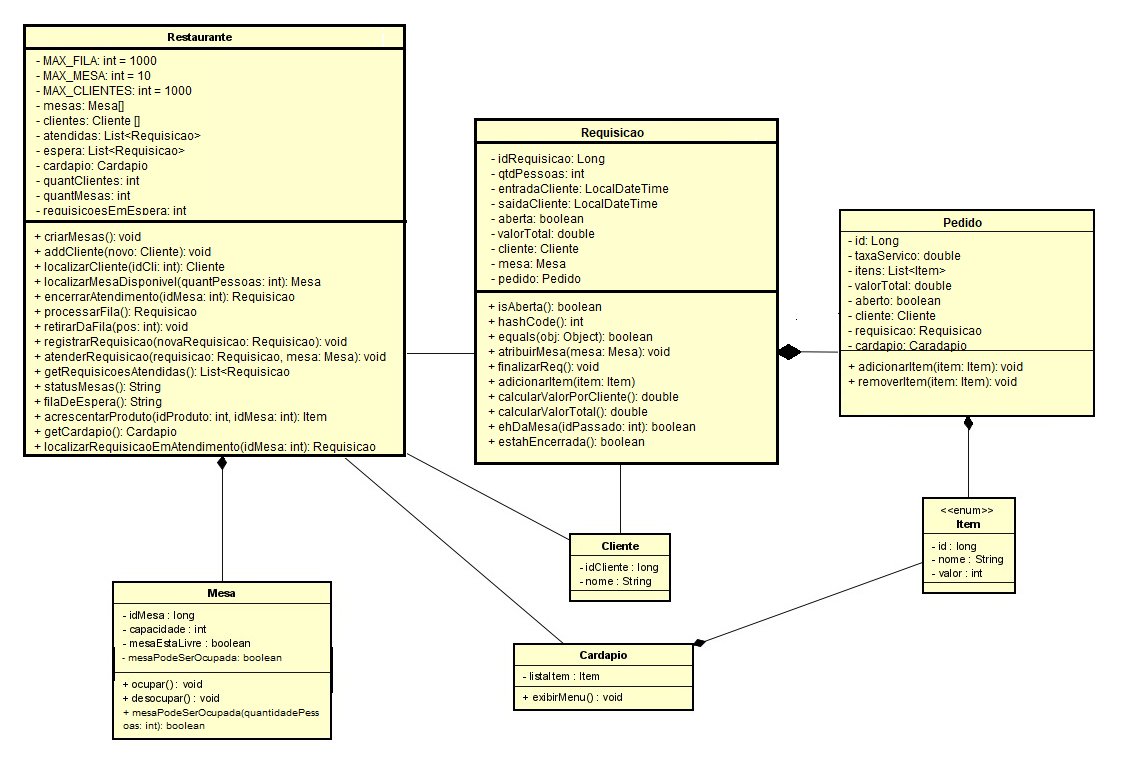 Restaurante
- MAX_FILA: int = 1000
- MAX_MESA: int = 10
- MAX_CLIENTES: int = 1000
- mesas: Mesa[]
- clientes: Cliente []
- atendidas: List<Requisicao>
- espera: List<Requisicao>
- cardapio: Cardapio
- quantClientes: int
- quantMesas: int
- requisicoesEmEspera: int
+ criarMesas(): void
+ addCliente(novo: Cliente): void
+ localizarCliente(idCli: int): Cliente
+ localizarMesaDisponivel(quantPessoas: int): Mesa
+ encerrarAtendimento(idMesa: int): Requisicao
+ processarFila(): Requisicao
+ retirarDaFila(pos: int): void
+ registrarRequisicao(novaRequisicao: Requisicao): void
+ atenderRequisicao(requisicao: Requisicao, mesa: Mesa): void
+ getRequisicoesAtendidas(): List<Requisicao
+ statusMesas(): String
+ filaDeEspera(): String
+ acrescentarProduto(idProduto: int, idMesa: int): Item
+ getCardapio(): Cardapio
+ localizarRequisicaoEmAtendimento(idMesa: int): Requisicao
Requisicao
- idRequisicao: Long
- qtdPessoas: int
- entradaCliente: LocalDateTime
- saidaCliente: LocalDateTime
- aberta: boolean
- valorTotal: double
- cliente: Cliente
- mesa: Mesa
- pedido: Pedido
+ isAberta(): boolean
+ hashCode(): int
+ equals(obj: Object): boolean
+ atribuirMesa(mesa: Mesa): void
+ finalizarReq(): void
+ adicionarItem(item: Item)
+ calcularValorPorCliente(): double
+ calcularValorTotal(): double
+ ehDaMesa(idPassado: int): boolean
+ estahEncerrada(): boolean
Pedido
- id: Long
- taxaServico: double
- itens: List<Item>
- valorTotal: double
- aberto: boolean
- cliente: Cliente
- requisicao: Requisicao
- cardapio: Caradapio
+ adicionarItem(item: Item): void
+ removerItem(item: Item): void
<<enum>>
Item
- id : long
- nome : String
- valor : int
Cliente
- idCliente : long
- nome : String
Mesa
- idMesa : long
- capacidade : int
- mesaEstaLivre : boolean
- mesaPodeSerOcupada: boolean
+ ocupar() : void
+ desocupar() : void
+ mesaPodeSerOcupada(quantidadePess
oas: int): boolean
Cardapio
- listaItem : Item
+ exibirMenu() : void